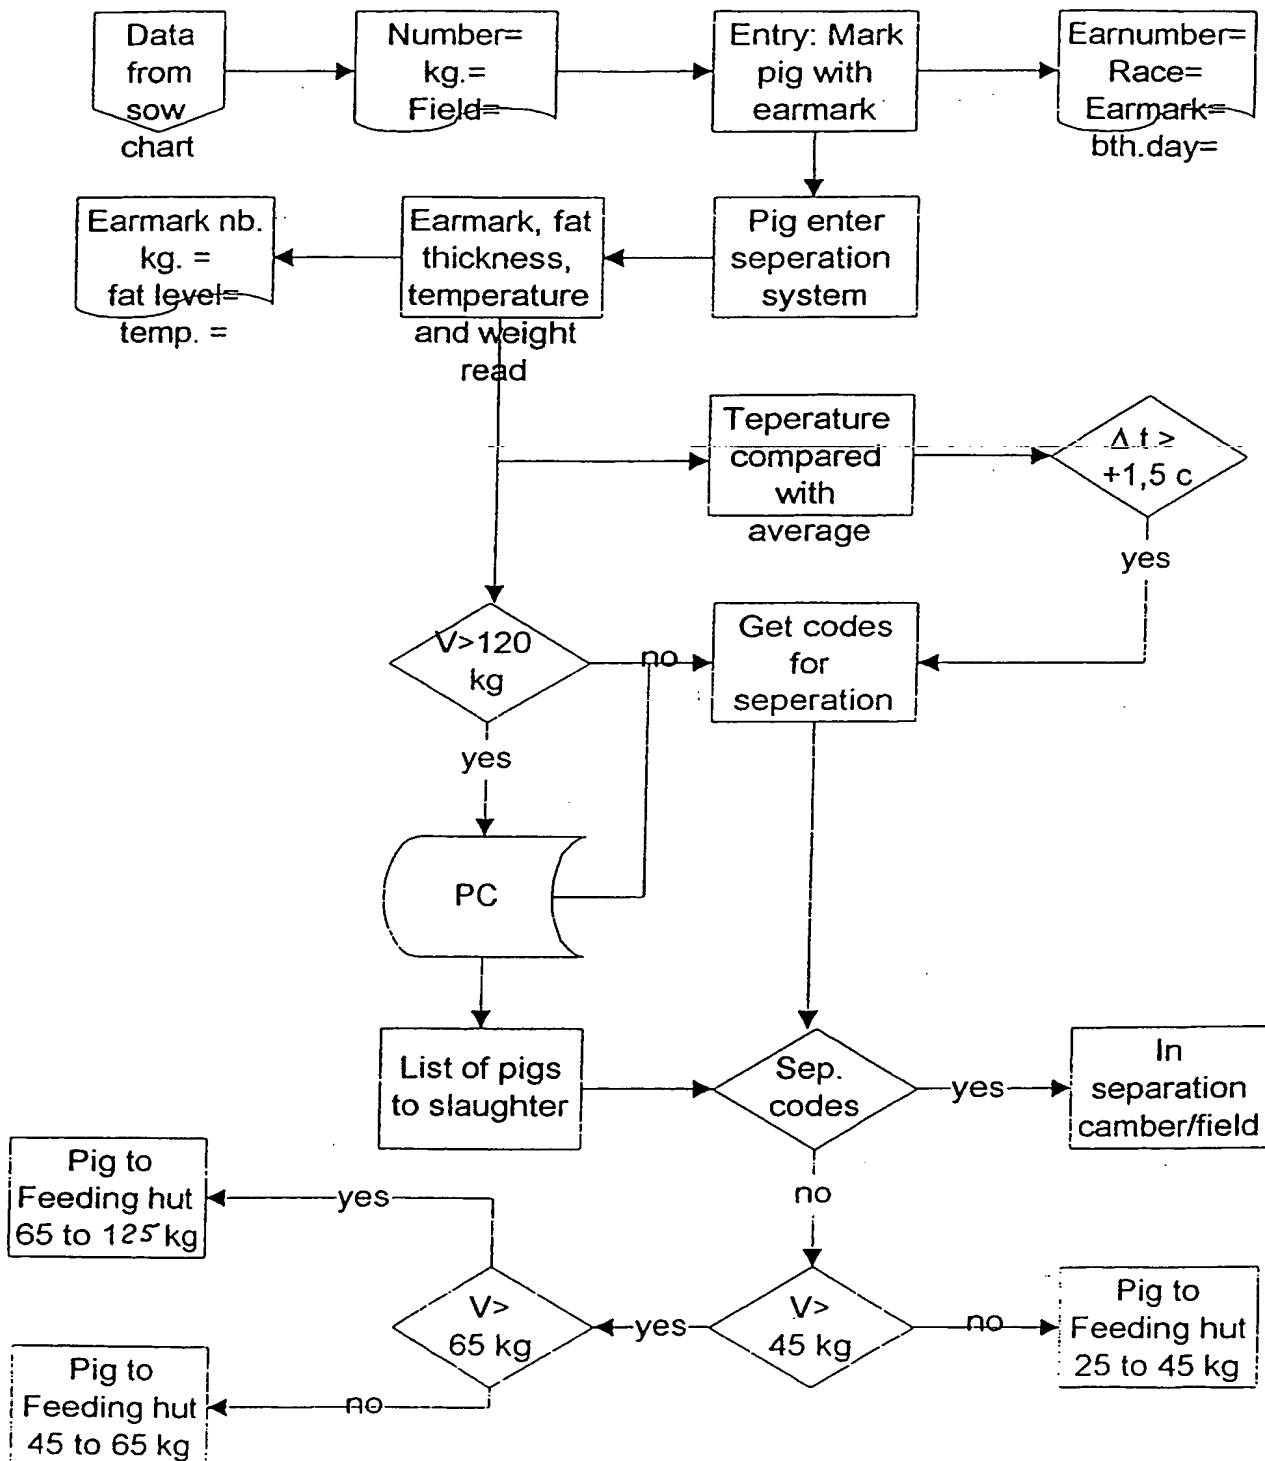 Data
from
sow
chart
Number=
kg.=
Field=
Entry: Mark
pig with
earmark
Earnumber=
Race=
Earmark=
bth.day=
Earmark nb.
kg. =
fat level=
temp. =
Earmark, fat
thickness,
temperature
and weight
read
Pig enter
seperation
system
Teperature
compared
with
average
Δ t >
+1,5 c
yes
V>120
kg
no
Get codes
for
seperation
yes
PC
List of pigs
to slaughter
Sep.
codes
yes
In
separation
camber/field
Pig to
Feeding hut
65 to 125 kg
yes
no
V>
65 kg
yes
V>
45 kg
no
Pig to
Feeding hut
25 to 45 kg
Pig to
Feeding hut
45 to 65 kg
no